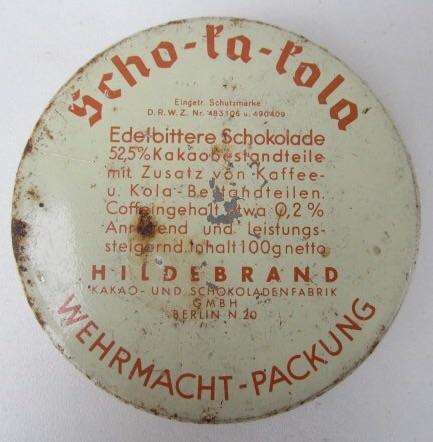 Scho-ka-kola
Eingetr. Schutzmarke
D.R.W.Z. Nr. 483106 u. 490409
Edelbittere Schokolade
52,5% Kakaobestandteile
mit Zusatz von Kaffee-
u. Kola-Bestandteilen.
Coffeingehalt etwa 0,2%
Anregend und leistungs-
steigernd. Inhalt 100g netto
HILDEBRAND
KAKAO- UND SCHOKOLADENFABRIK
GMBH
BERLIN N 20
WEHRMACHT-PACKUNG